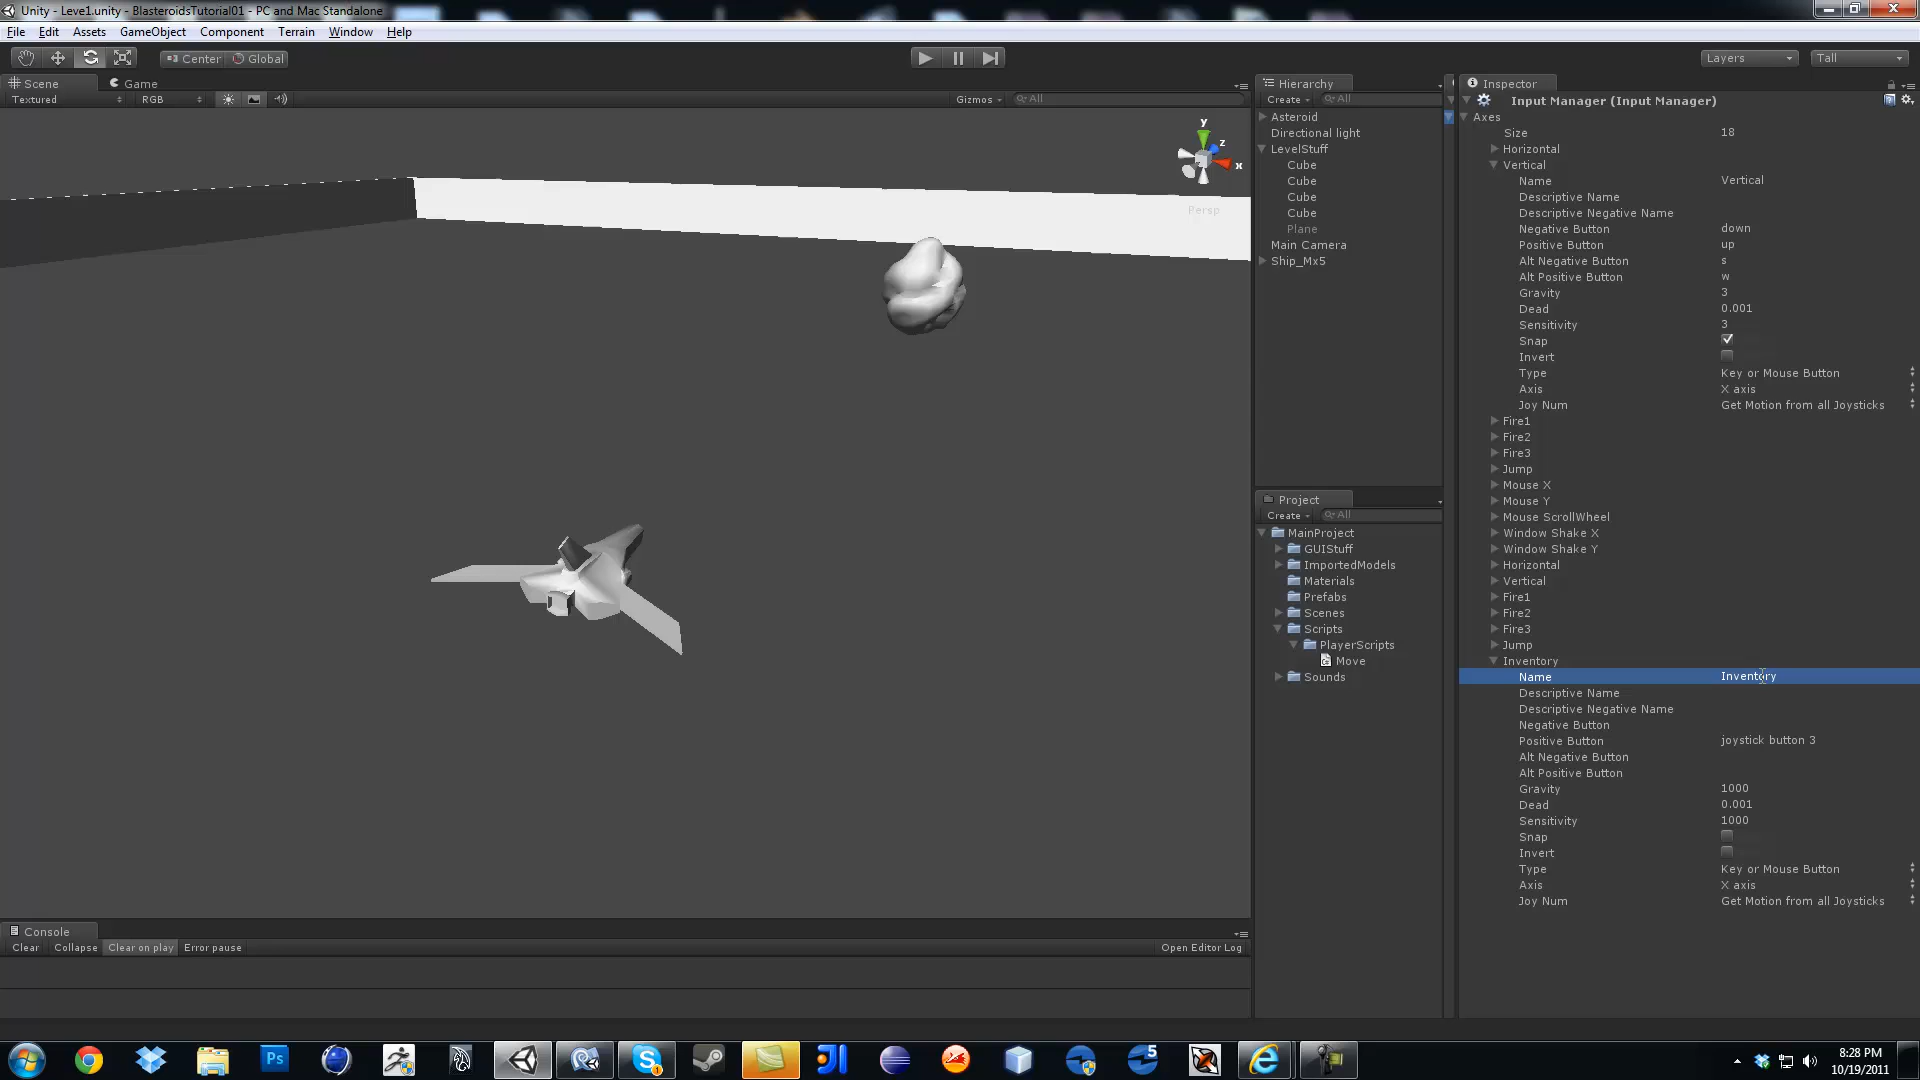 Unity - Leve1.unity - BlasteroidsTutorial01 - PC and Mac Standalone
File Edit Assets GameObject Component Terrain Window Help
Center Global
Layers Tall
Scene Game
Textured RGB Gizmos All
y
z
x
Persp
Console
Clear Collapse Clear on play Error pause Open Editor Log
Hierarchy
Create All
Asteroid
Directional light
LevelStuff
Cube
Cube
Cube
Cube
Plane
Main Camera
Ship_Mx5
Project
Create All
MainProject
GUIStuff
ImportedModels
Materials
Prefabs
Scenes
Scripts
PlayerScripts
Move
Sounds
Inspector
Input Manager (Input Manager)
Axes
Size 18
Horizontal
Vertical
Name Vertical
Descriptive Name
Descriptive Negative Name
Negative Button down
Positive Button up
Alt Negative Button s
Alt Positive Button w
Gravity 3
Dead 0.001
Sensitivity 3
Snap
Invert
Type Key or Mouse Button
Axis X axis
Joy Num Get Motion from all Joysticks
Fire1
Fire2
Fire3
Jump
Mouse X
Mouse Y
Mouse ScrollWheel
Window Shake X
Window Shake Y
Horizontal
Vertical
Fire1
Fire2
Fire3
Jump
Inventory
Name Inventory
Descriptive Name
Descriptive Negative Name
Negative Button
Positive Button joystick button 3
Alt Negative Button
Alt Positive Button
Gravity 1000
Dead 0.001
Sensitivity 1000
Snap
Invert
Type Key or Mouse Button
Axis X axis
Joy Num Get Motion from all Joysticks
Ps
5
8:28 PM
10/19/2011